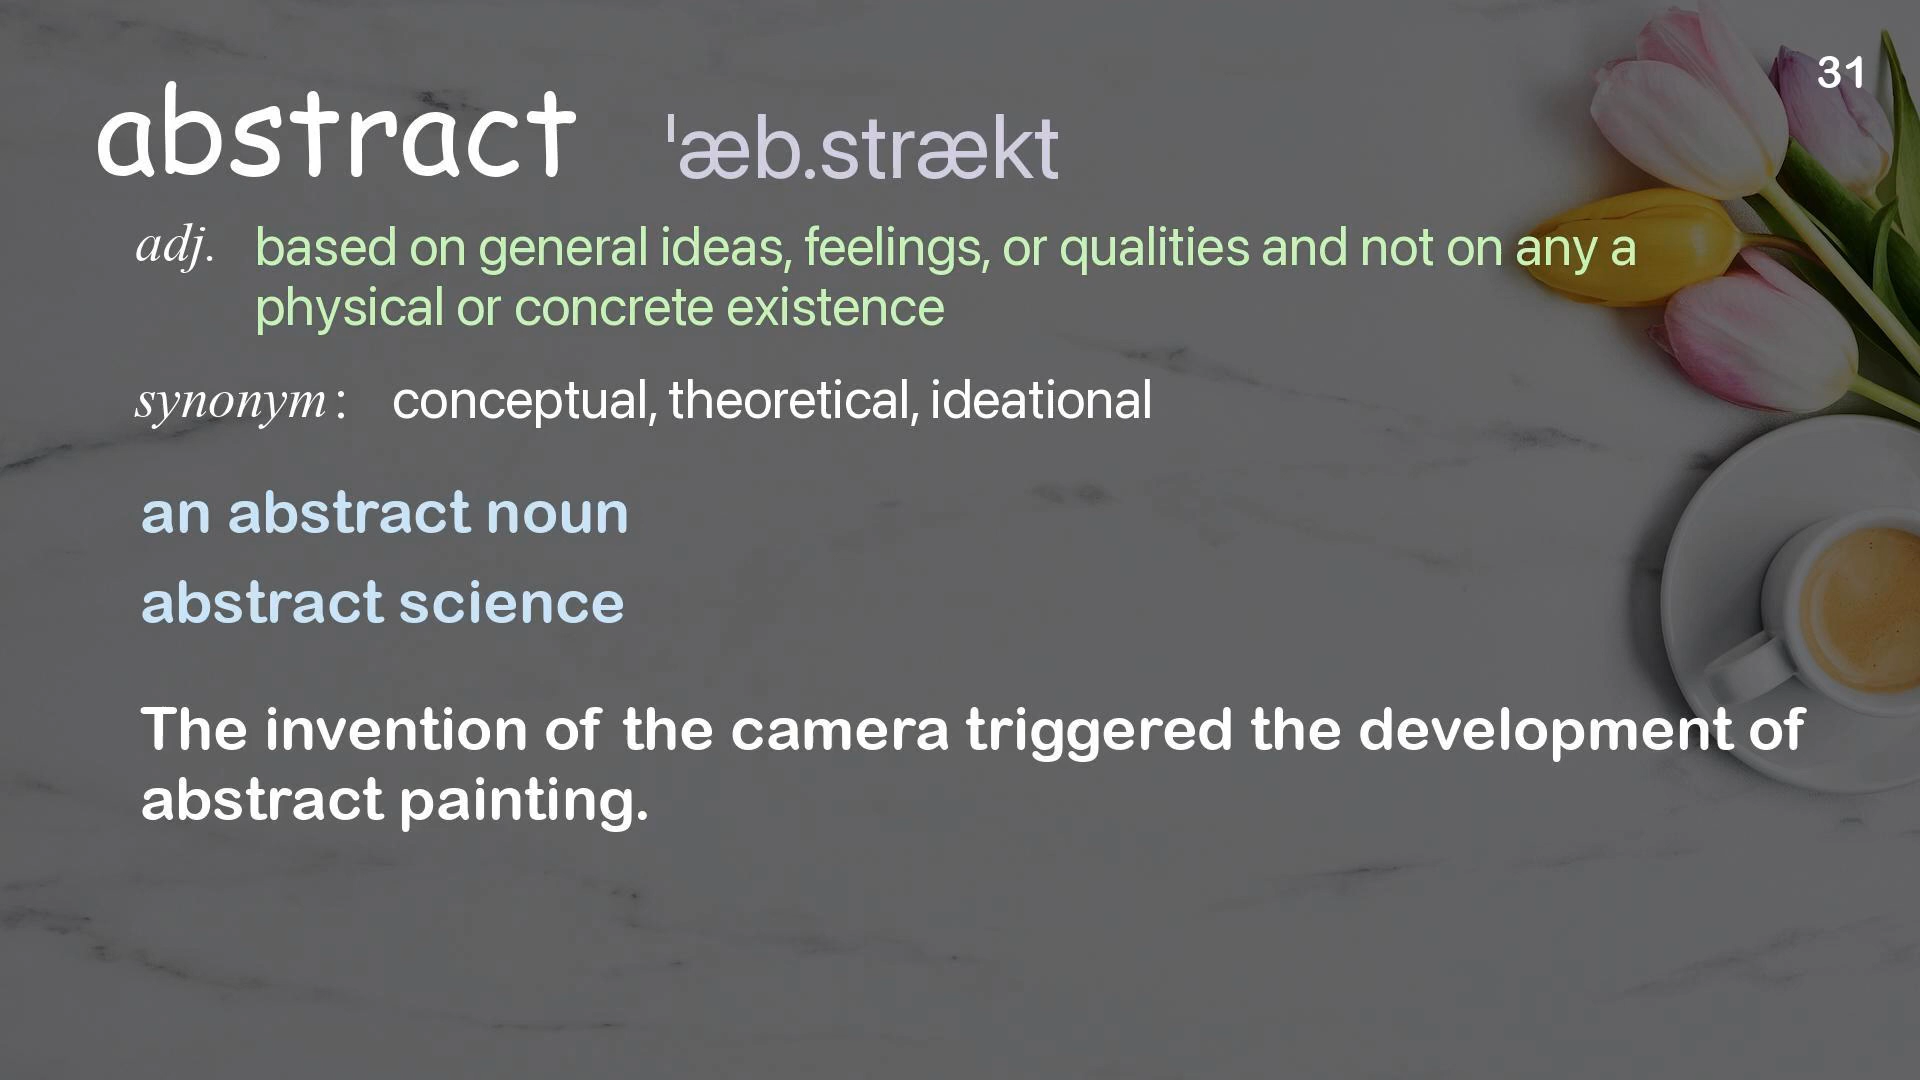 31
abstract ˈæb.strækt
adj. based on general ideas, feelings, or qualities and not on any a
physical or concrete existence
synonym : conceptual, theoretical, ideational
an abstract noun
abstract science
The invention of the camera triggered the development of
abstract painting.